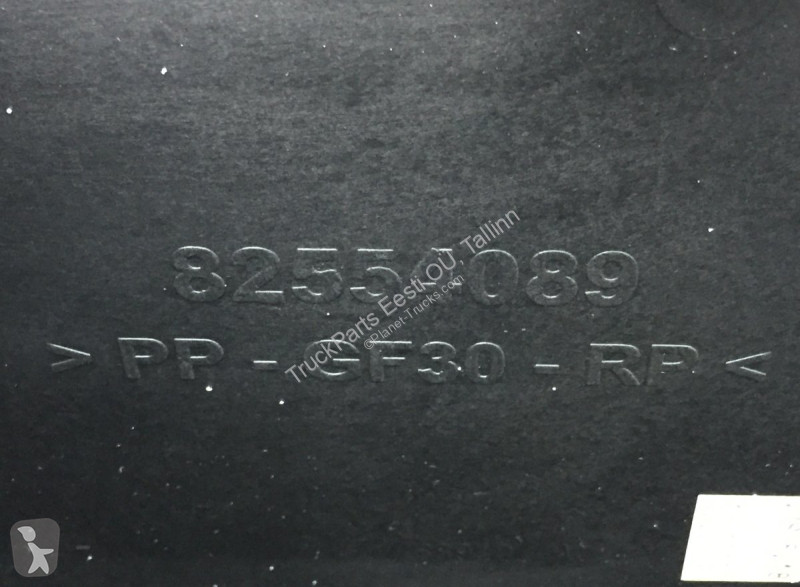 82554089
> PP - GF30 - RP <
TruckParts Eesti OÜ, Tallinn
©Planet-Trucks.com